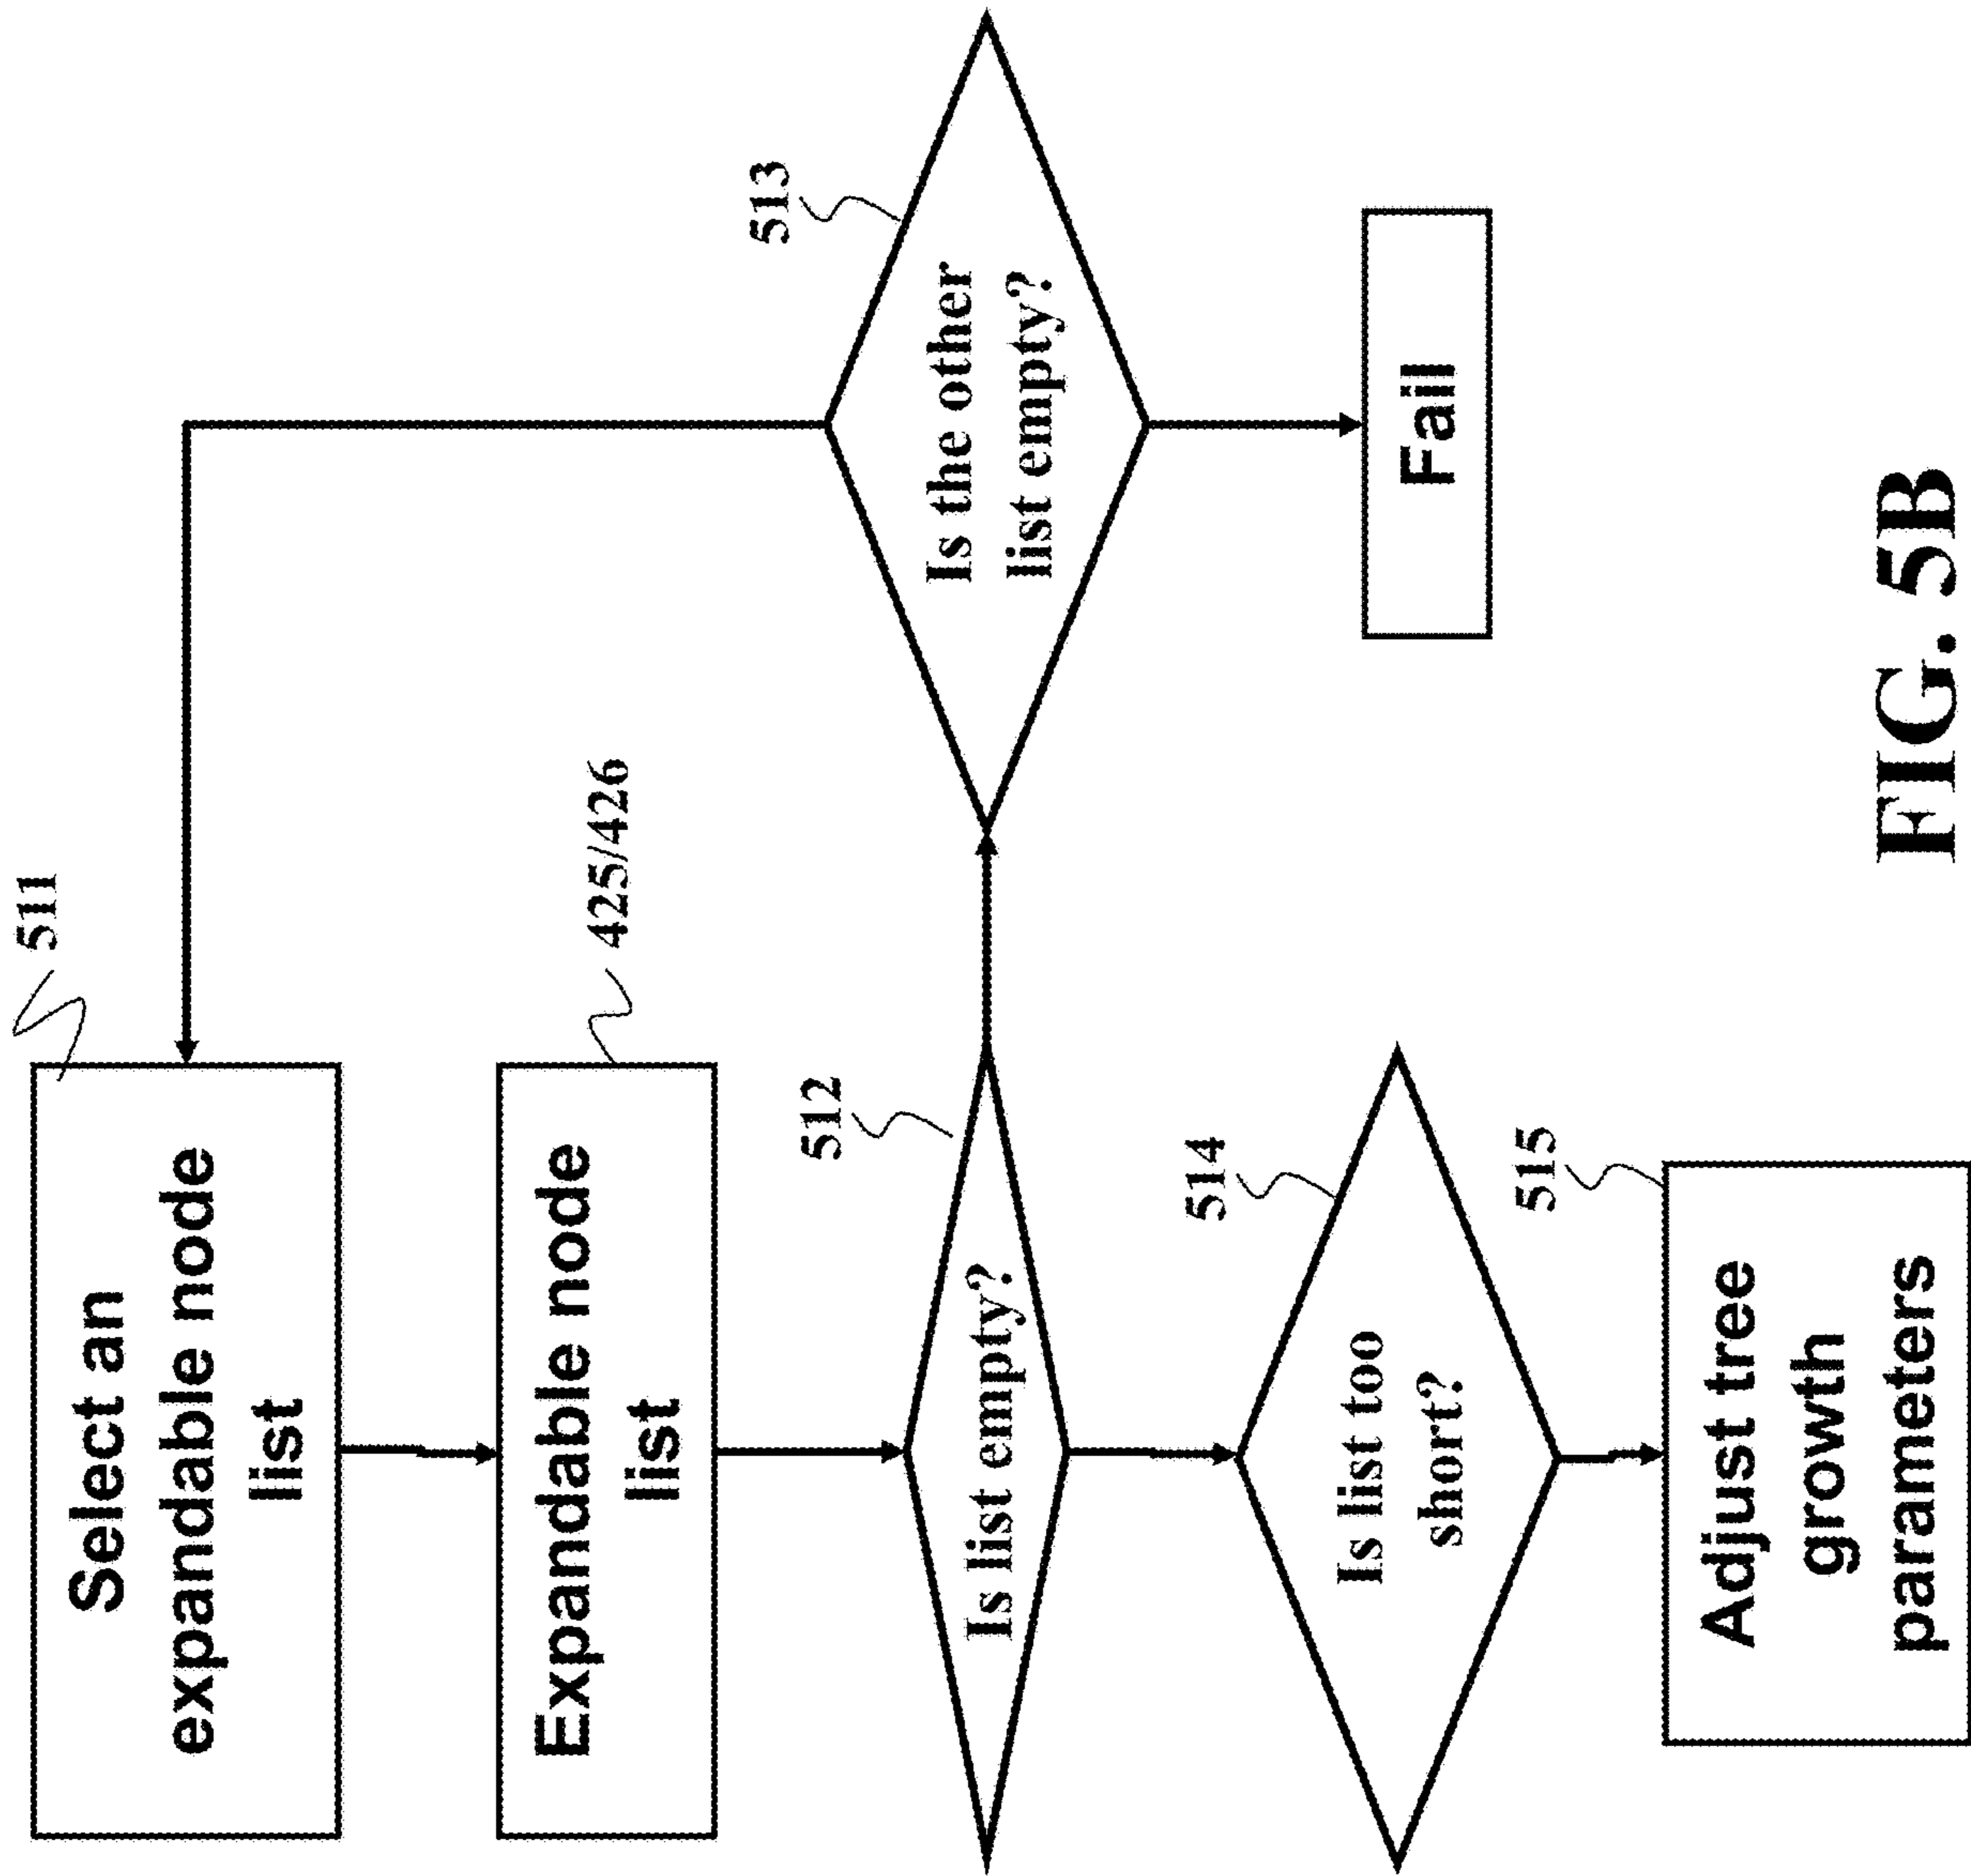 511
Select an
expandable node
list
425/426
Expandable node
list
512
Is list empty?
513
Is the other
list empty?
514
Is list too
short?
Fail
515
Adjust tree
growth
parameters
FIG. 5B